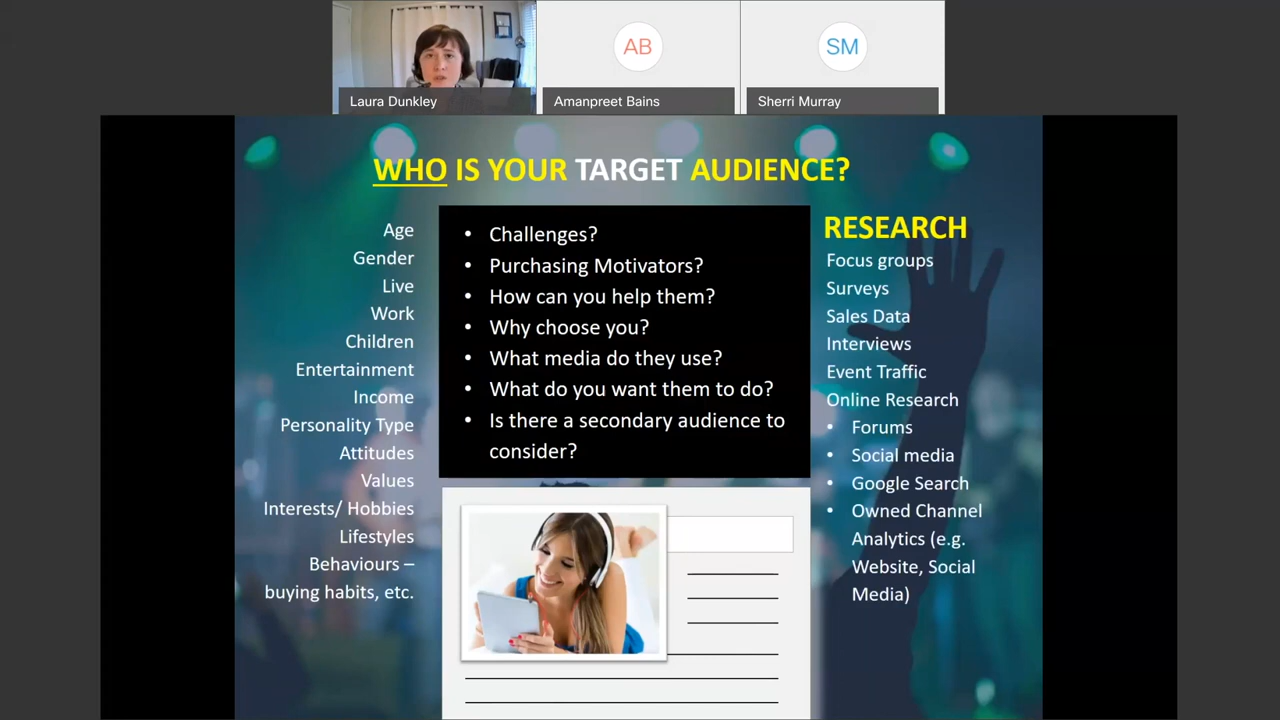 AB
SM
Laura Dunkley
Amanpreet Bains
Sherri Murray
WHO IS YOUR TARGET AUDIENCE?
Age
Gender
Live
Work
Children
Entertainment
Income
Personality Type
Attitudes
Values
Interests/ Hobbies
Lifestyles
Behaviours –
buying habits, etc.
• Challenges?
• Purchasing Motivators?
• How can you help them?
• Why choose you?
• What media do they use?
• What do you want them to do?
• Is there a secondary audience to
consider?
RESEARCH
Focus groups
Surveys
Sales Data
Interviews
Event Traffic
Online Research
• Forums
• Social media
• Google Search
• Owned Channel
Analytics (e.g.
Website, Social
Media)